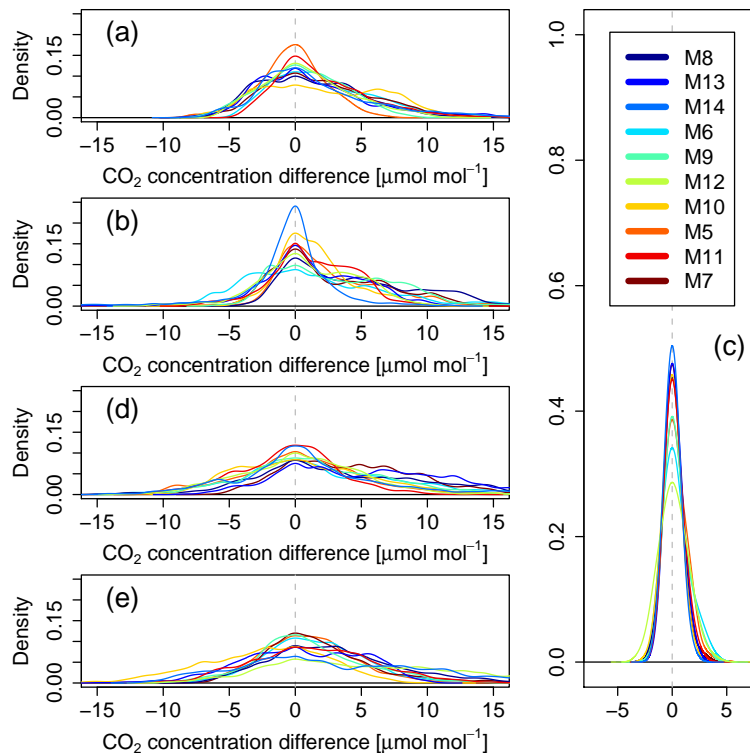 (a)
Density
0.00 0.15
−15 −10 −5 0 5 10 15
CO₂ concentration difference [μmol mol⁻¹]
(b)
Density
0.00 0.15
−15 −10 −5 0 5 10 15
CO₂ concentration difference [μmol mol⁻¹]
(d)
Density
0.00 0.15
−15 −10 −5 0 5 10 15
CO₂ concentration difference [μmol mol⁻¹]
(e)
Density
0.00 0.15
−15 −10 −5 0 5 10 15
CO₂ concentration difference [μmol mol⁻¹]
M8
M13
M14
M6
M9
M12
M10
M5
M11
M7
(c)
0.0 0.2 0.4 0.6 0.8 1.0
−5 0 5